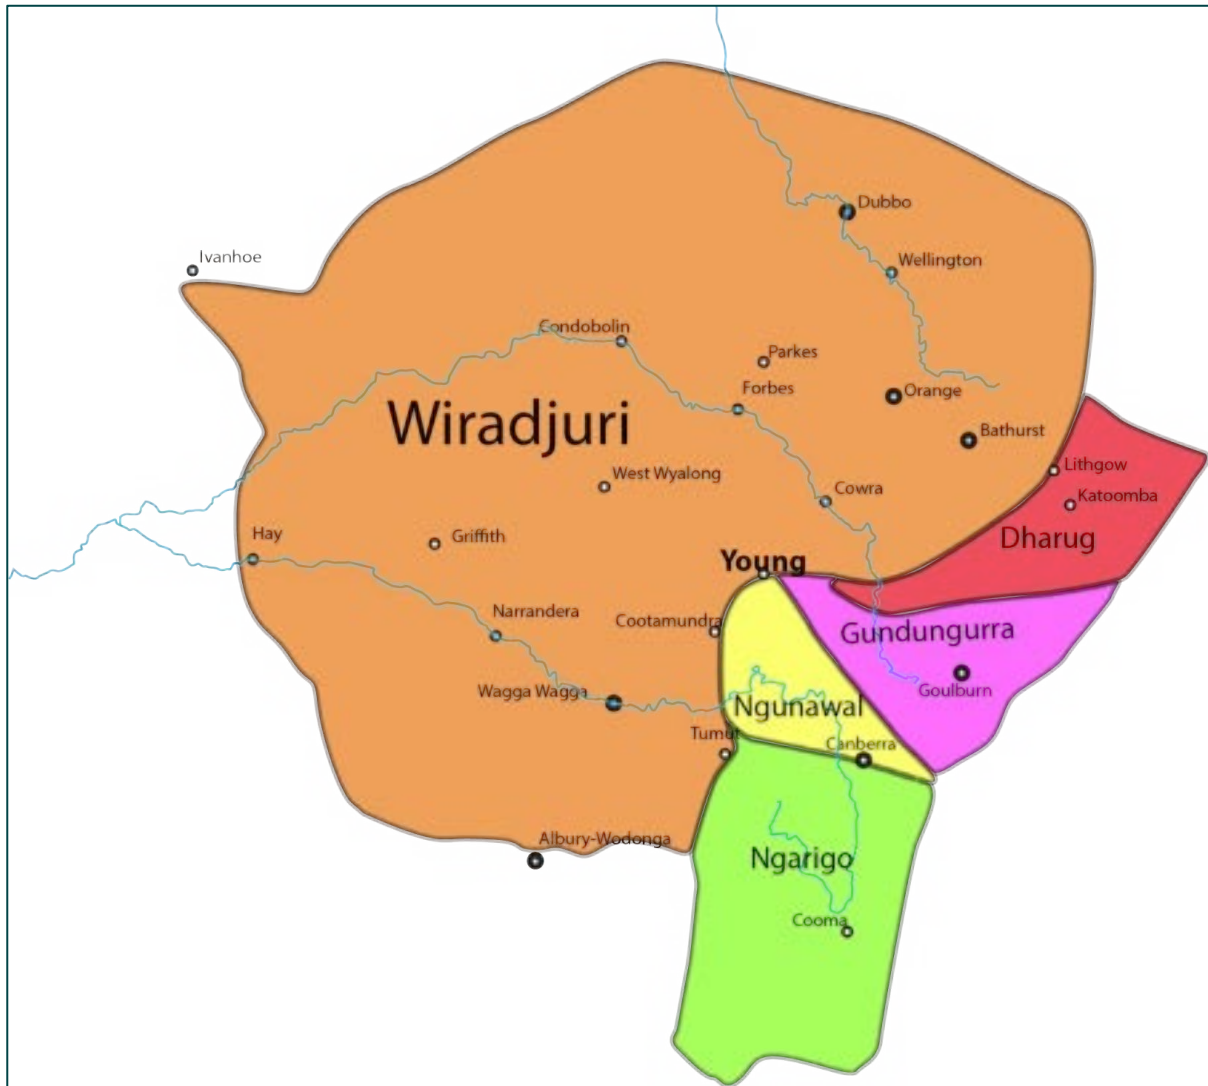 Dubbo
Ivanhoe
Wellington
Condobolin
Parkes
Forbes
Orange
Wiradjuri
Bathurst
Lithgow
West Wyalong
Cowra
Katoomba
Hay
Griffith
Dharug
Young
Narrandera
Cootamundra
Gundungurra
Wagga Wagga
Goulburn
Ngunawal
Tumut
Canberra
Albury-Wodonga
Ngarigo
Cooma